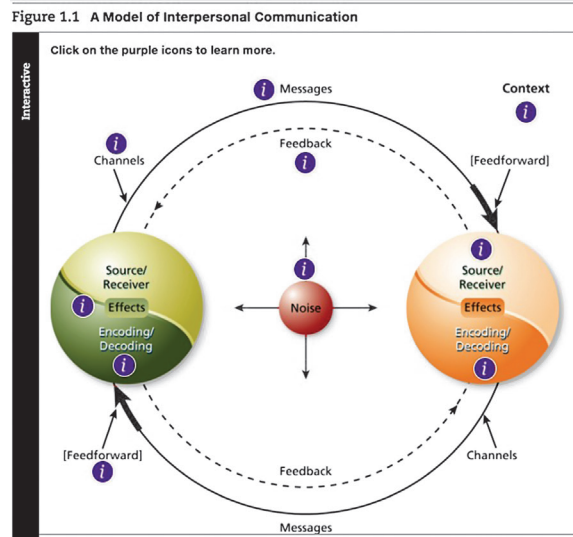 Figure 1.1 A Model of Interpersonal Communication
Interactive
Click on the purple icons to learn more.
i Messages
Context
i
i
Channels
Feedback
i
[Feedforward]
Source/
Receiver
i Effects
Encoding/
Decoding
i
i
Noise
i
Source/
Receiver
Effects
Encoding/
Decoding
i
[Feedforward]
i
Feedback
Channels
Messages